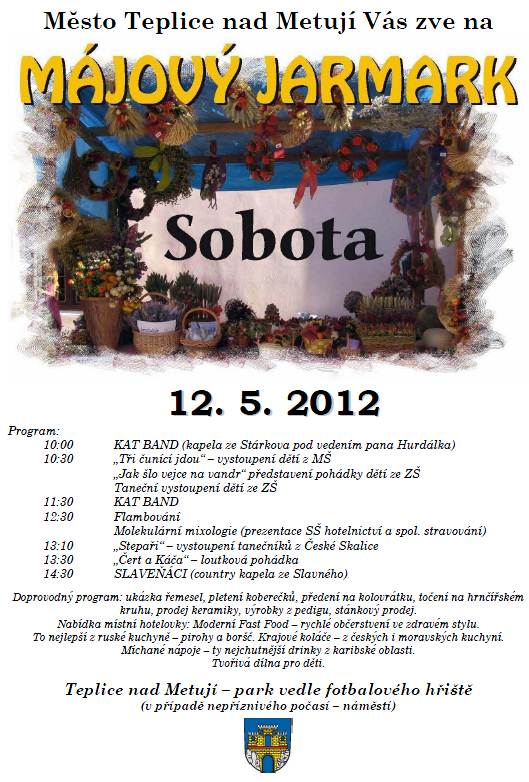 Město Teplice nad Metují Vás zve na
MÁJOVÝ JARMARK
Sobota
12. 5. 2012
Program:
10:00 KAT BAND (kapela ze Stárkova pod vedením pana Hurdálka)
10:30 „Tři čunící jdou“ – vystoupení dětí z MŠ
„Jak šlo vejce na vandr“ představení pohádky dětí ze ZŠ
Taneční vystoupení dětí ze ZŠ
11:30 KAT BAND
12:30 Flambování
Molekulární mixologie (prezentace SŠ hotelnictví a spol. stravování)
13:10 „Stepaři“ – vystoupení tanečníků z České Skalice
13:30 „Čert a Káča“ – loutková pohádka
14:30 SLAVEŇÁCI (country kapela ze Slavného)
Doprovodný program: ukázka řemesel, pletení koberečků, předení na kolovrátku, točení na hrnčířském
kruhu, prodej keramiky, výrobky z pedigu, stánkový prodej.
Nabídka místní hotelovky: Moderní Fast Food – rychlé občerstvení ve zdravém stylu.
To nejlepší z ruské kuchyně – pirohy a boršč. Krajové koláče – z českých i moravských kuchyní.
Míchané nápoje – ty nejchutnější drinky z karibské oblasti.
Tvořivá dílna pro děti.
Teplice nad Metují – park vedle fotbalového hřiště
(v případě nepříznivého počasí – náměstí)